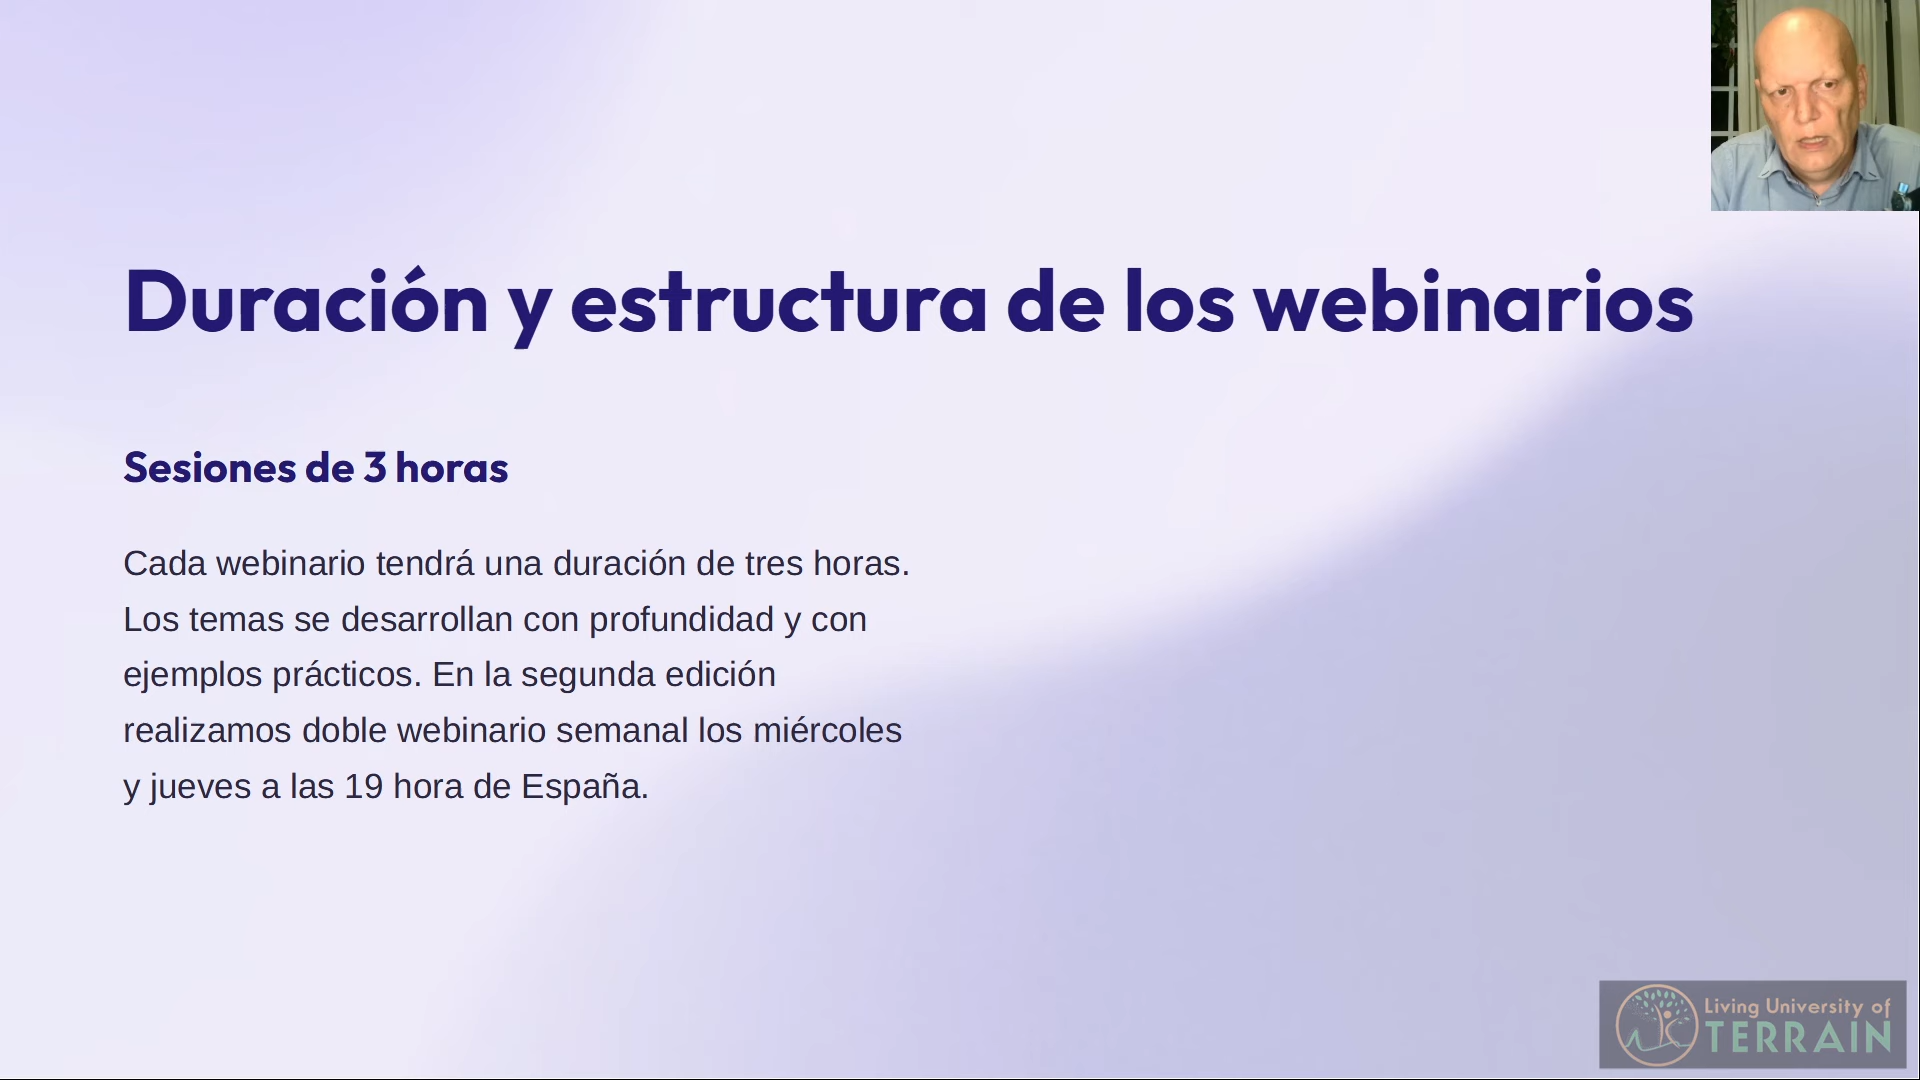 Duración y estructura de los webinarios
Sesiones de 3 horas
Cada webinario tendrá una duración de tres horas.
Los temas se desarrollan con profundidad y con
ejemplos prácticos. En la segunda edición
realizamos doble webinario semanal los miércoles
y jueves a las 19 hora de España.
Living University of
TERRAIN